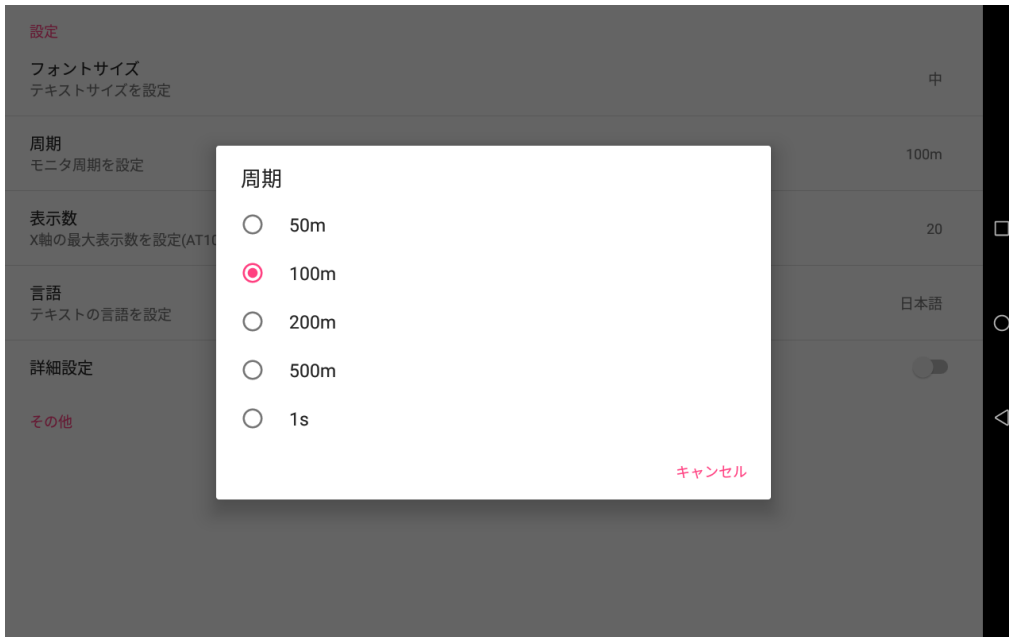 設定
フォントサイズ
テキストサイズを設定
中
周期
モニタ周期を設定
100m
表示数
X軸の最大表示数を設定(AT10
20
言語
テキストの言語を設定
日本語
詳細設定
その他
周期
50m
100m
200m
500m
1s
キャンセル